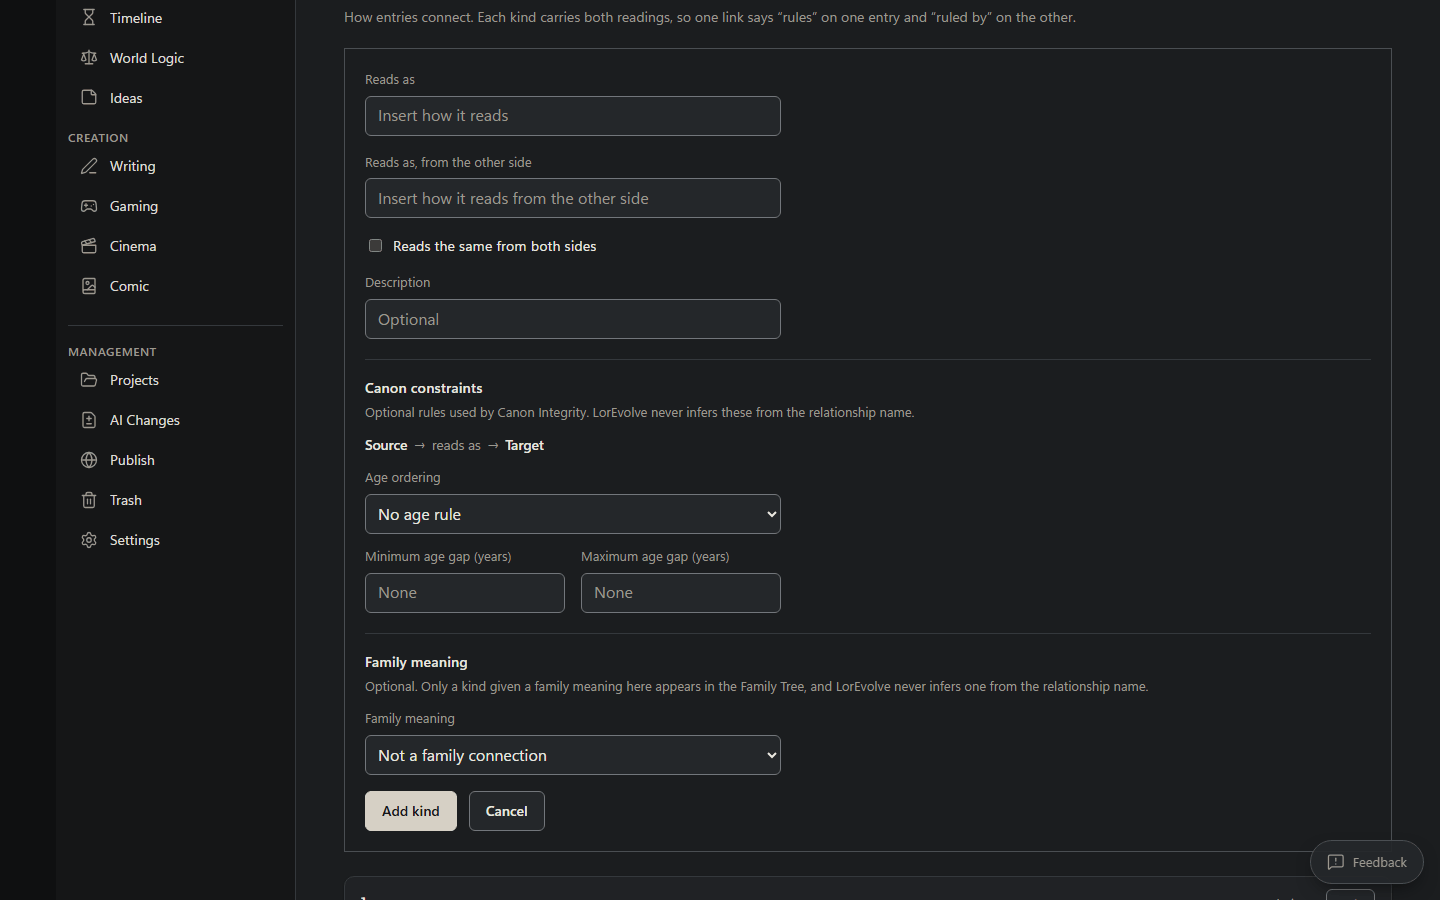 Timeline
World Logic
Ideas
CREATION
Writing
Gaming
Cinema
Comic
MANAGEMENT
Projects
AI Changes
Publish
Trash
Settings
How entries connect. Each kind carries both readings, so one link says “rules” on one entry and “ruled by” on the other.
Reads as
Insert how it reads
Reads as, from the other side
Insert how it reads from the other side
Reads the same from both sides
Description
Optional
Canon constraints
Optional rules used by Canon Integrity. LorEvolve never infers these from the relationship name.
Source → reads as → Target
Age ordering
No age rule
Minimum age gap (years) Maximum age gap (years)
None None
Family meaning
Optional. Only a kind given a family meaning here appears in the Family Tree, and LorEvolve never infers one from the relationship name.
Family meaning
Not a family connection
Add kind Cancel
Feedback